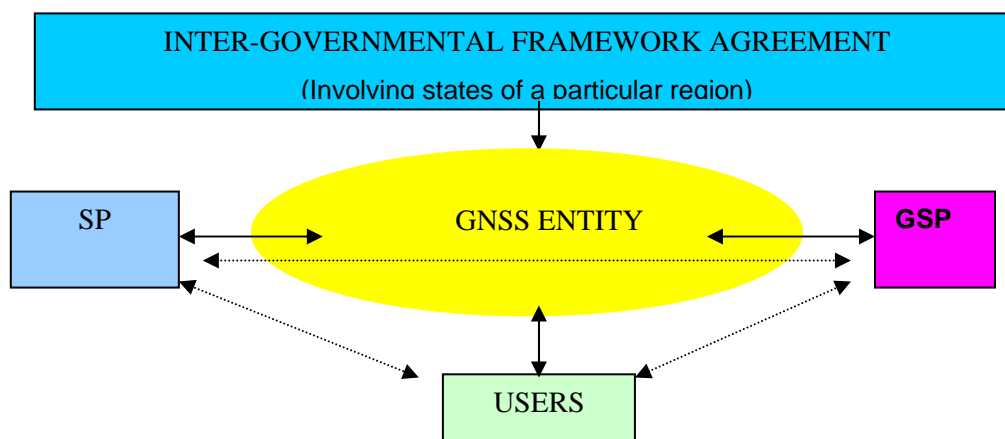 INTER-GOVERNMENTAL FRAMEWORK AGREEMENT
(Involving states of a particular region)
SP
GNSS ENTITY
GSP
USERS